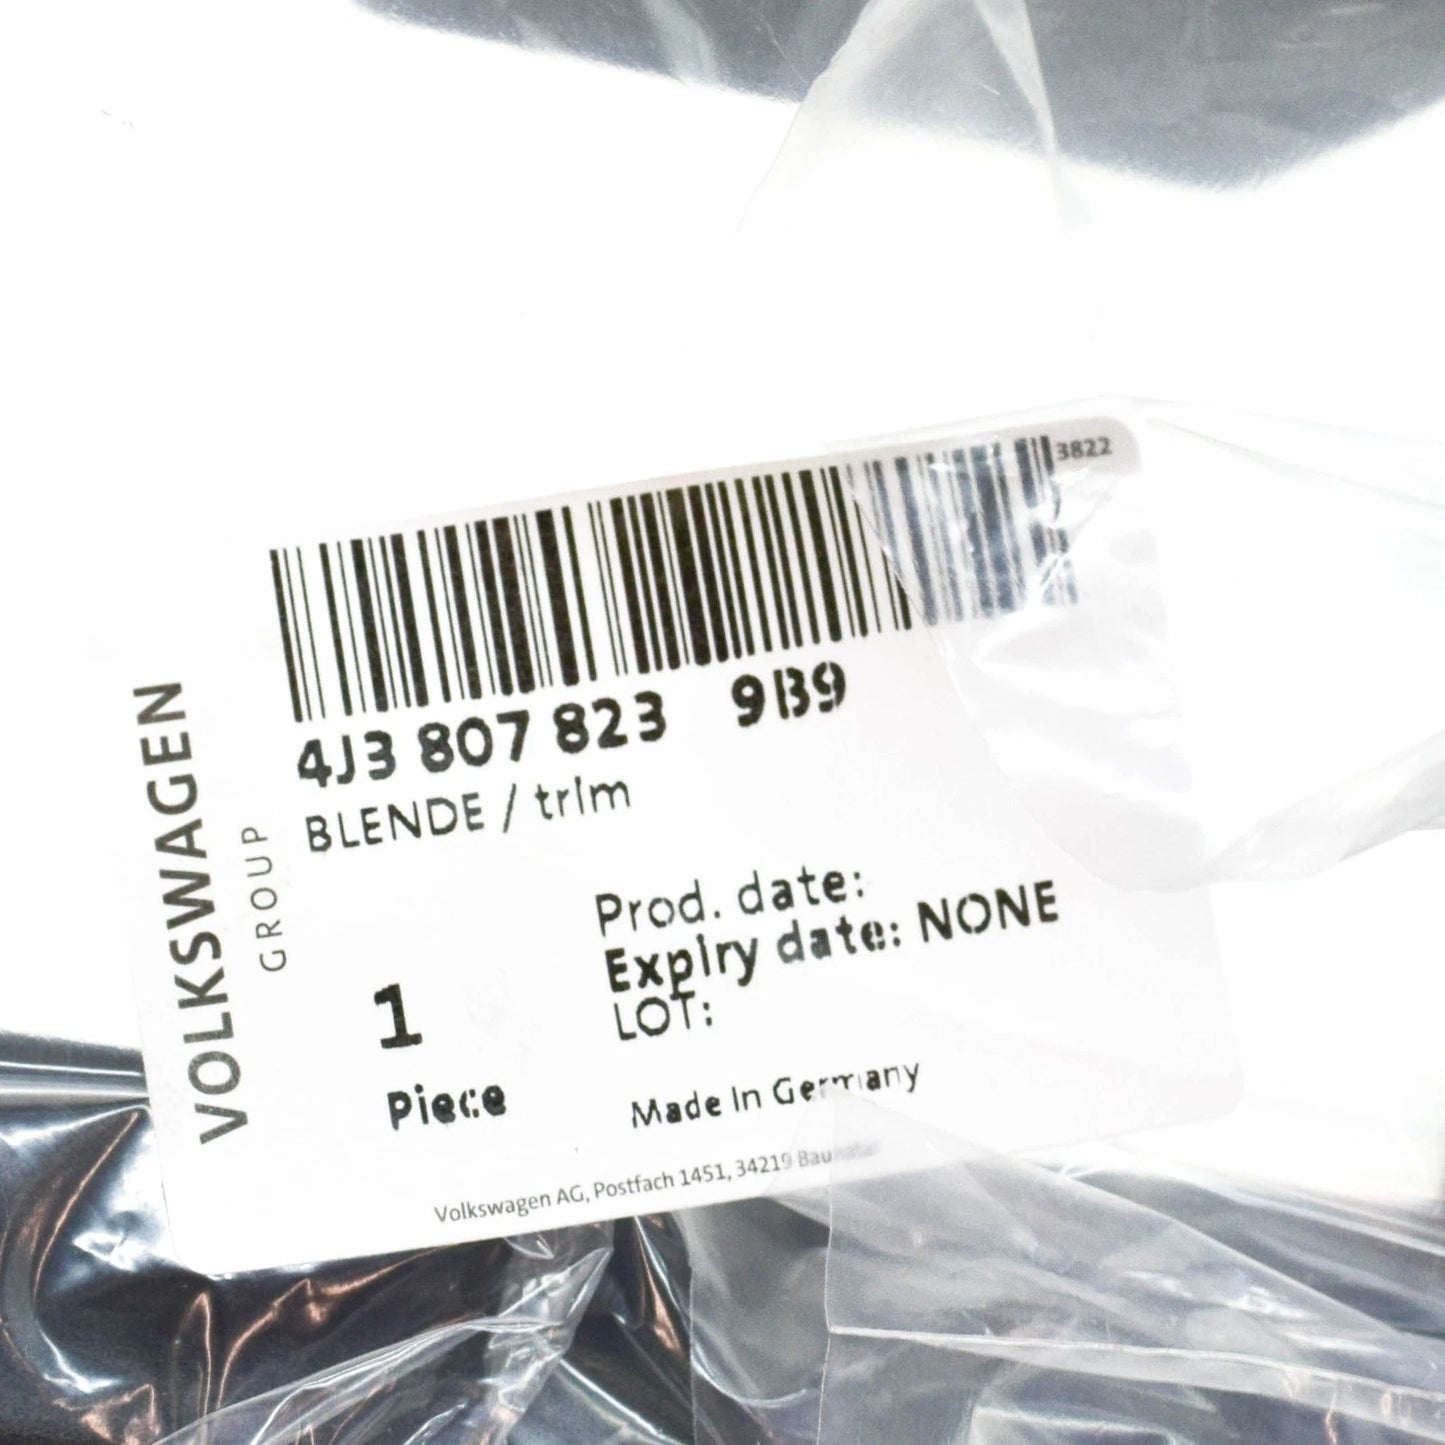 3822
4J3 807 823 9B9
BLENDE / trim
VOLKSWAGEN
GROUP
Prod. date:
Expiry date: NONE
LOT:
1
Piece
Made in Germany
Volkswagen AG, Postfach 1451, 34219